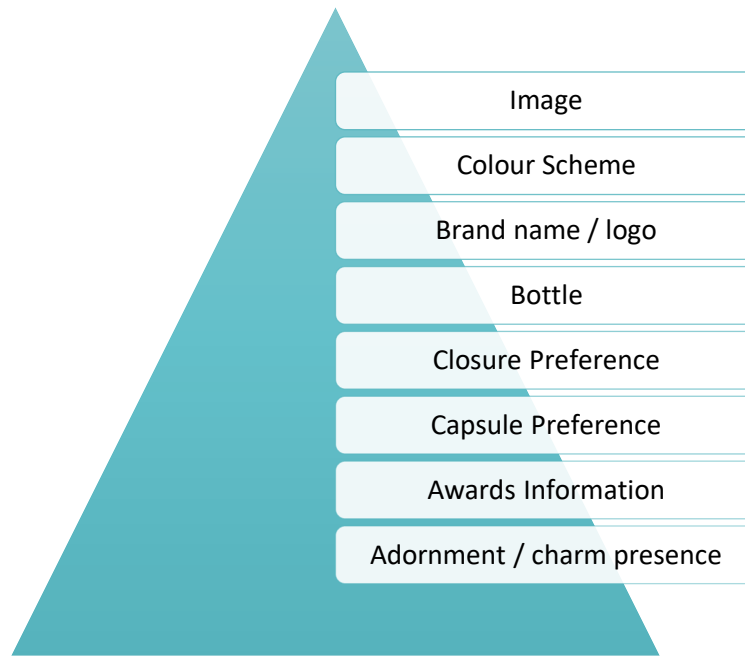 Image
Colour Scheme
Brand name / logo
Bottle
Closure Preference
Capsule Preference
Awards Information
Adornment / charm presence